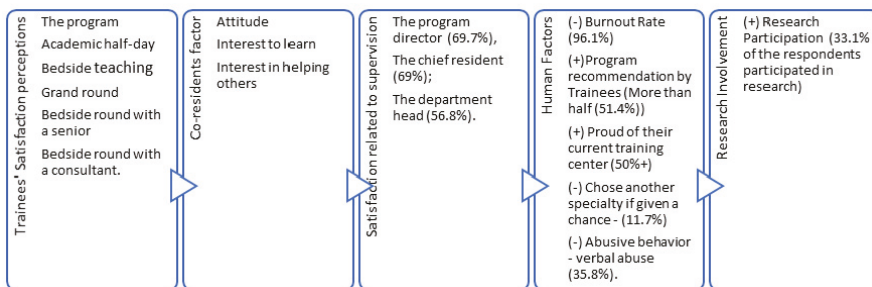 Trainees' Satisfaction perceptions
The program
Academic half-day
Bedside teaching
Grand round
Bedside round with
a senior
Bedside round with
a consultant.
Co-residents factor
Attitude
Interest to learn
Interest in helping
others
Satisfaction related to supervision
The program
director (69.7%),
The chief resident
(69%);
The department
head (56.8%).
Human Factors
(-) Burnout Rate
(96.1%)
(+)Program
recommendation by
Trainees (More than
half (51.4%))
(+) Proud of their
current training
center (50%+)
(-) Chose another
specialty if given a
chance - (11.7%)
(-) Abusive behavior
- verbal abuse
(35.8%).
Research Involvement
(+) Research
Participation (33.1%
of the respondents
participated in
research)